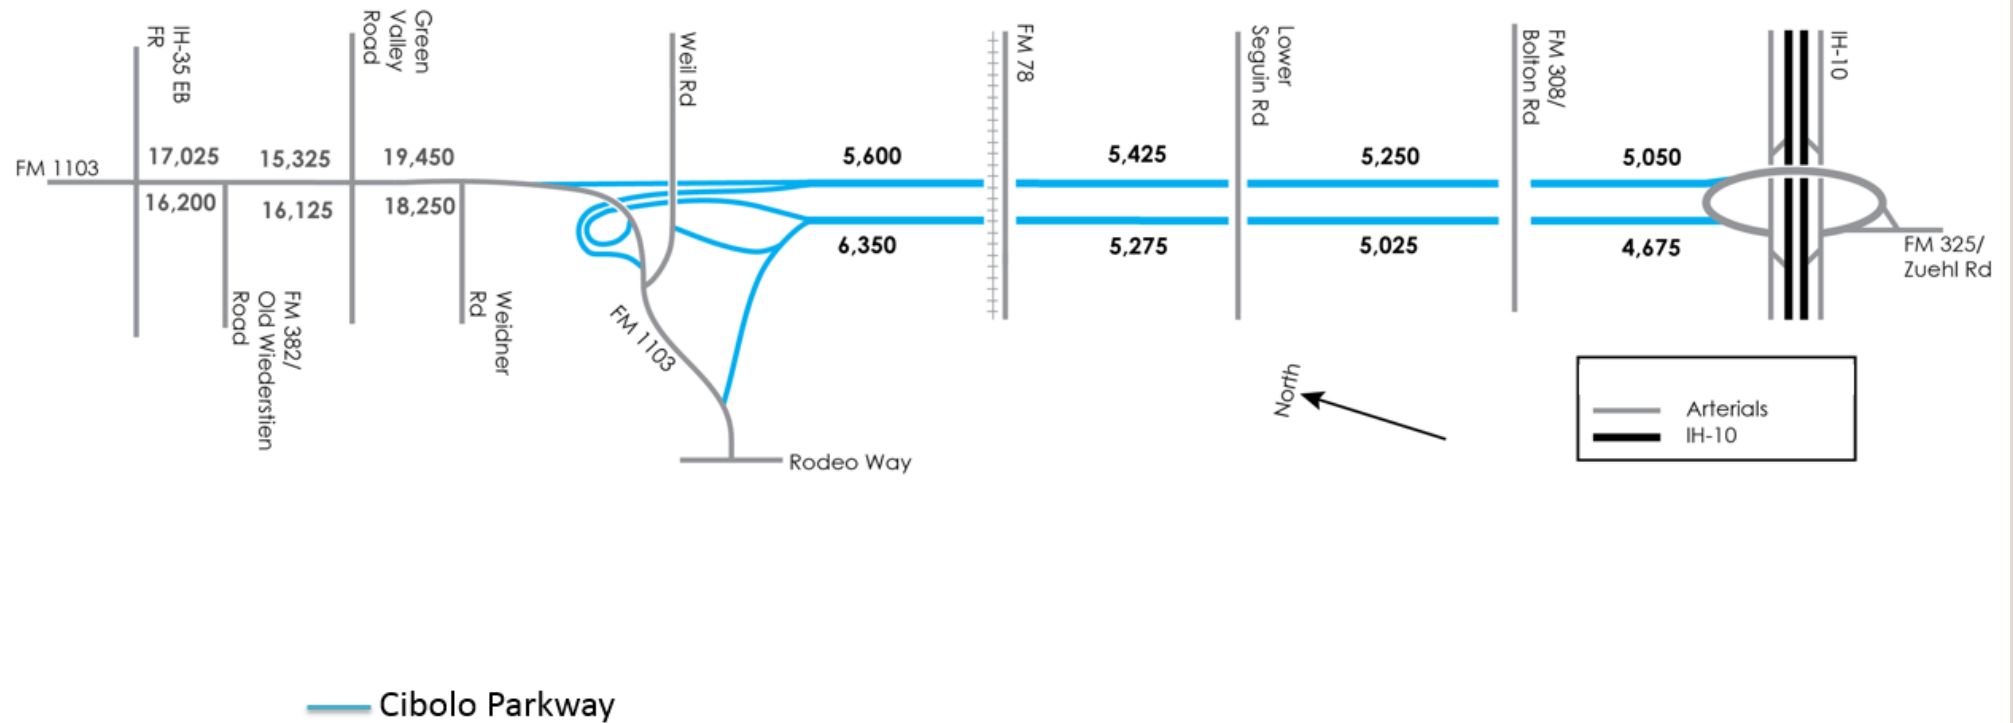 IH-35 EB
FR
Green
Valley
Road
Weil Rd
FM 78
Lower
Seguin Rd
FM 308/
Bolton Rd
IH-10
FM 1103
17,025
15,325
19,450
5,600
5,425
5,250
5,050
16,200
16,125
18,250
6,350
5,275
5,025
4,675
FM 325/
Zuehl Rd
FM 382/
Old Wiederstien
Road
Weidner
Rd
FM 1103
North
Arterials
IH-10
Rodeo Way
Cibolo Parkway